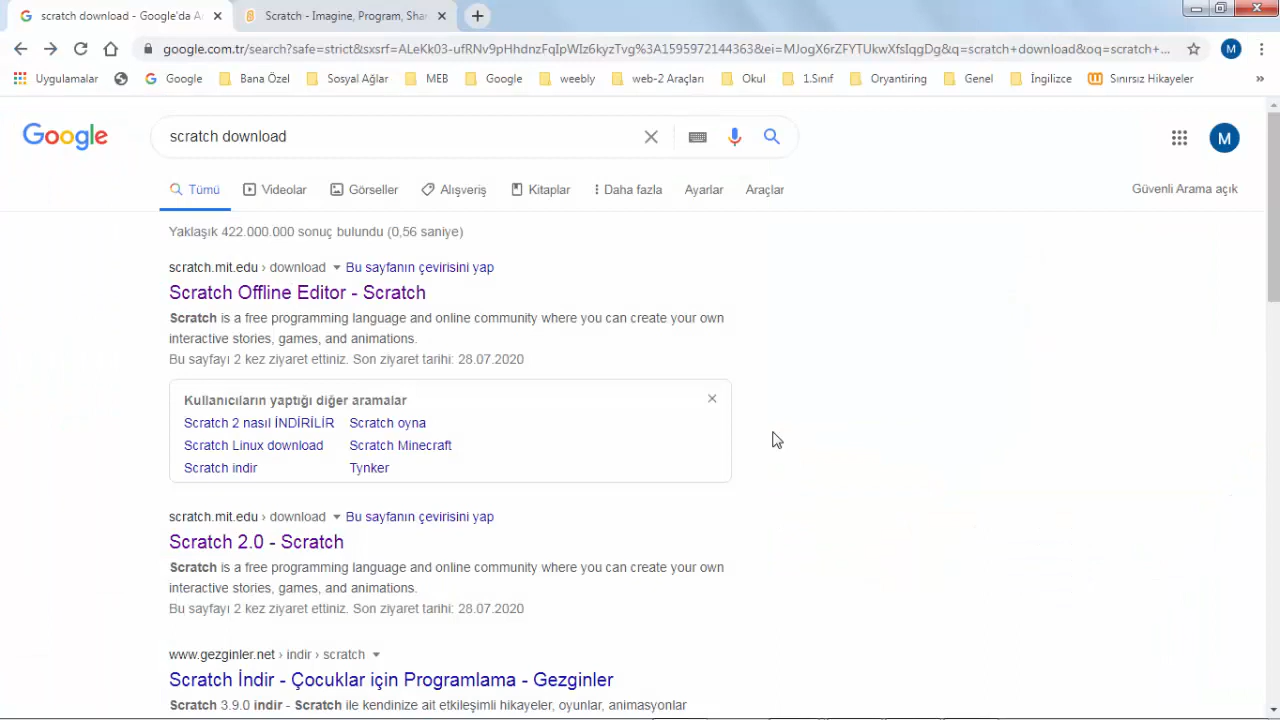 scratch download - Google'da A
Scratch - Imagine, Program, Shar
google.com.tr/search?safe=strict&sxsrf=ALeKk03-ufRNv9pHhdnzFqIpWIz6kyzTvg%3A1595972144363&ei=MJogX6rZFYTUkwXfsIqgDg&q=scratch+download&oq=scratch+...
M
Uygulamalar Google Bana Özel Sosyal Ağlar MEB Google weebly web-2 Araçları Okul 1.Sınıf Oryantiring Genel İngilizce Sınırsız Hikayeler »
Google scratch download M
Tümü Videolar Görseller Alışveriş Kitaplar Daha fazla Ayarlar Araçlar Güvenli Arama açık
Yaklaşık 422.000.000 sonuç bulundu (0,56 saniye)
scratch.mit.edu › download Bu sayfanın çevirisini yap
Scratch Offline Editor - Scratch
Scratch is a free programming language and online community where you can create your own
interactive stories, games, and animations.
Bu sayfayı 2 kez ziyaret ettiniz. Son ziyaret tarihi: 28.07.2020
Kullanıcıların yaptığı diğer aramalar
Scratch 2 nasıl İNDİRİLİR Scratch oyna
Scratch Linux download Scratch Minecraft
Scratch indir Tynker
scratch.mit.edu › download Bu sayfanın çevirisini yap
Scratch 2.0 - Scratch
Scratch is a free programming language and online community where you can create your own
interactive stories, games, and animations.
Bu sayfayı 2 kez ziyaret ettiniz. Son ziyaret tarihi: 28.07.2020
www.gezginler.net › indir › scratch
Scratch İndir - Çocuklar için Programlama - Gezginler
Scratch 3.9.0 indir - Scratch ile kendinize ait etkileşimli hikayeler, oyunlar, animasyonlar